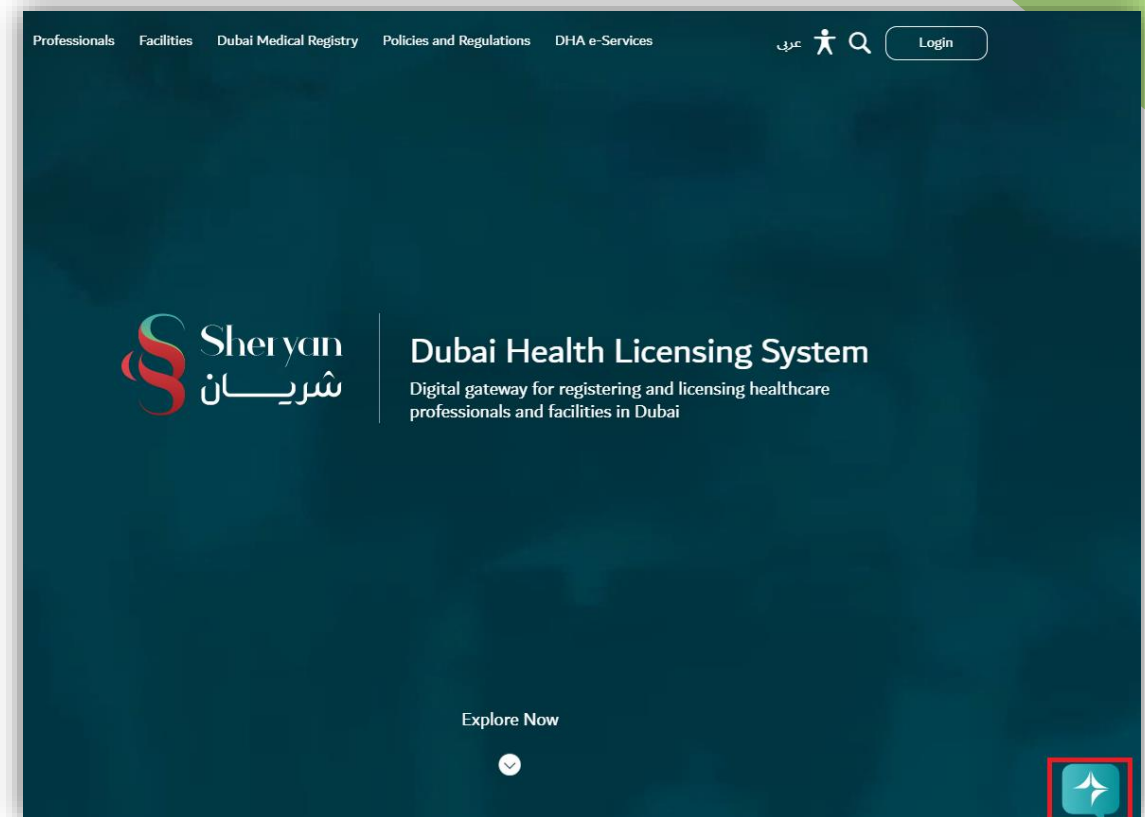 Professionals Facilities Dubai Medical Registry Policies and Regulations DHA e-Services عربى Login
Sheryan
شريـــان
Dubai Health Licensing System
Digital gateway for registering and licensing healthcare
professionals and facilities in Dubai
Explore Now